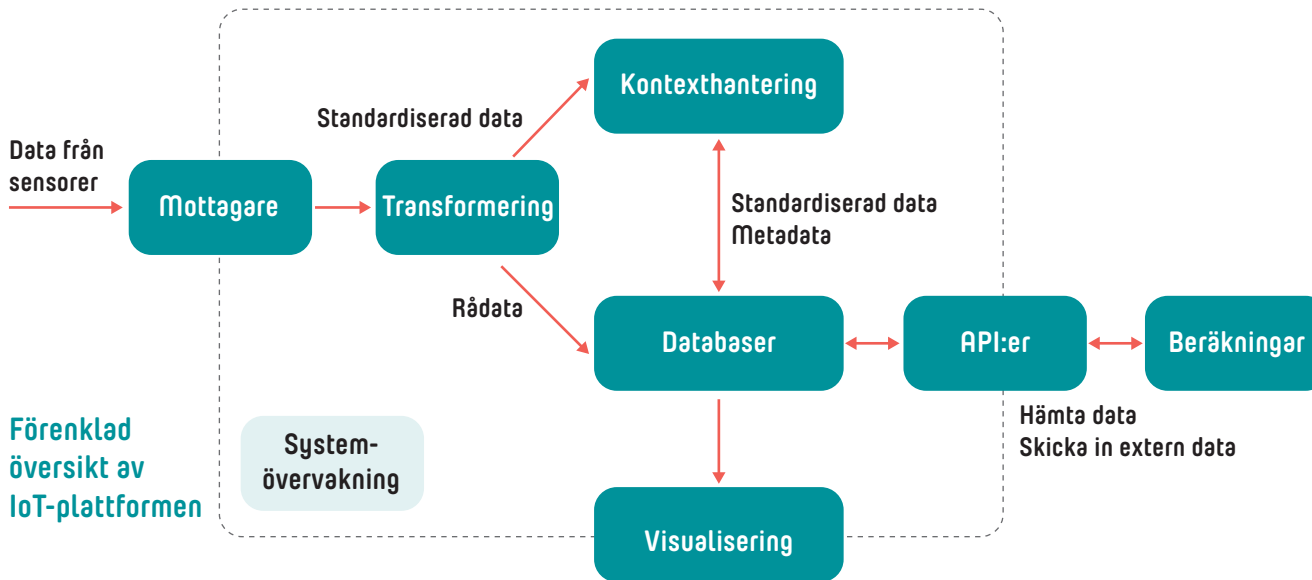 Kontexthantering
Standardiserad data
Data från
sensorer
Mottagare
Transformering
Standardiserad data
Metadata
Rådata
Databaser
API:er
Beräkningar
Hämta data
Skicka in extern data
Förenklad
översikt av
IoT-plattformen
System-
övervakning
Visualisering